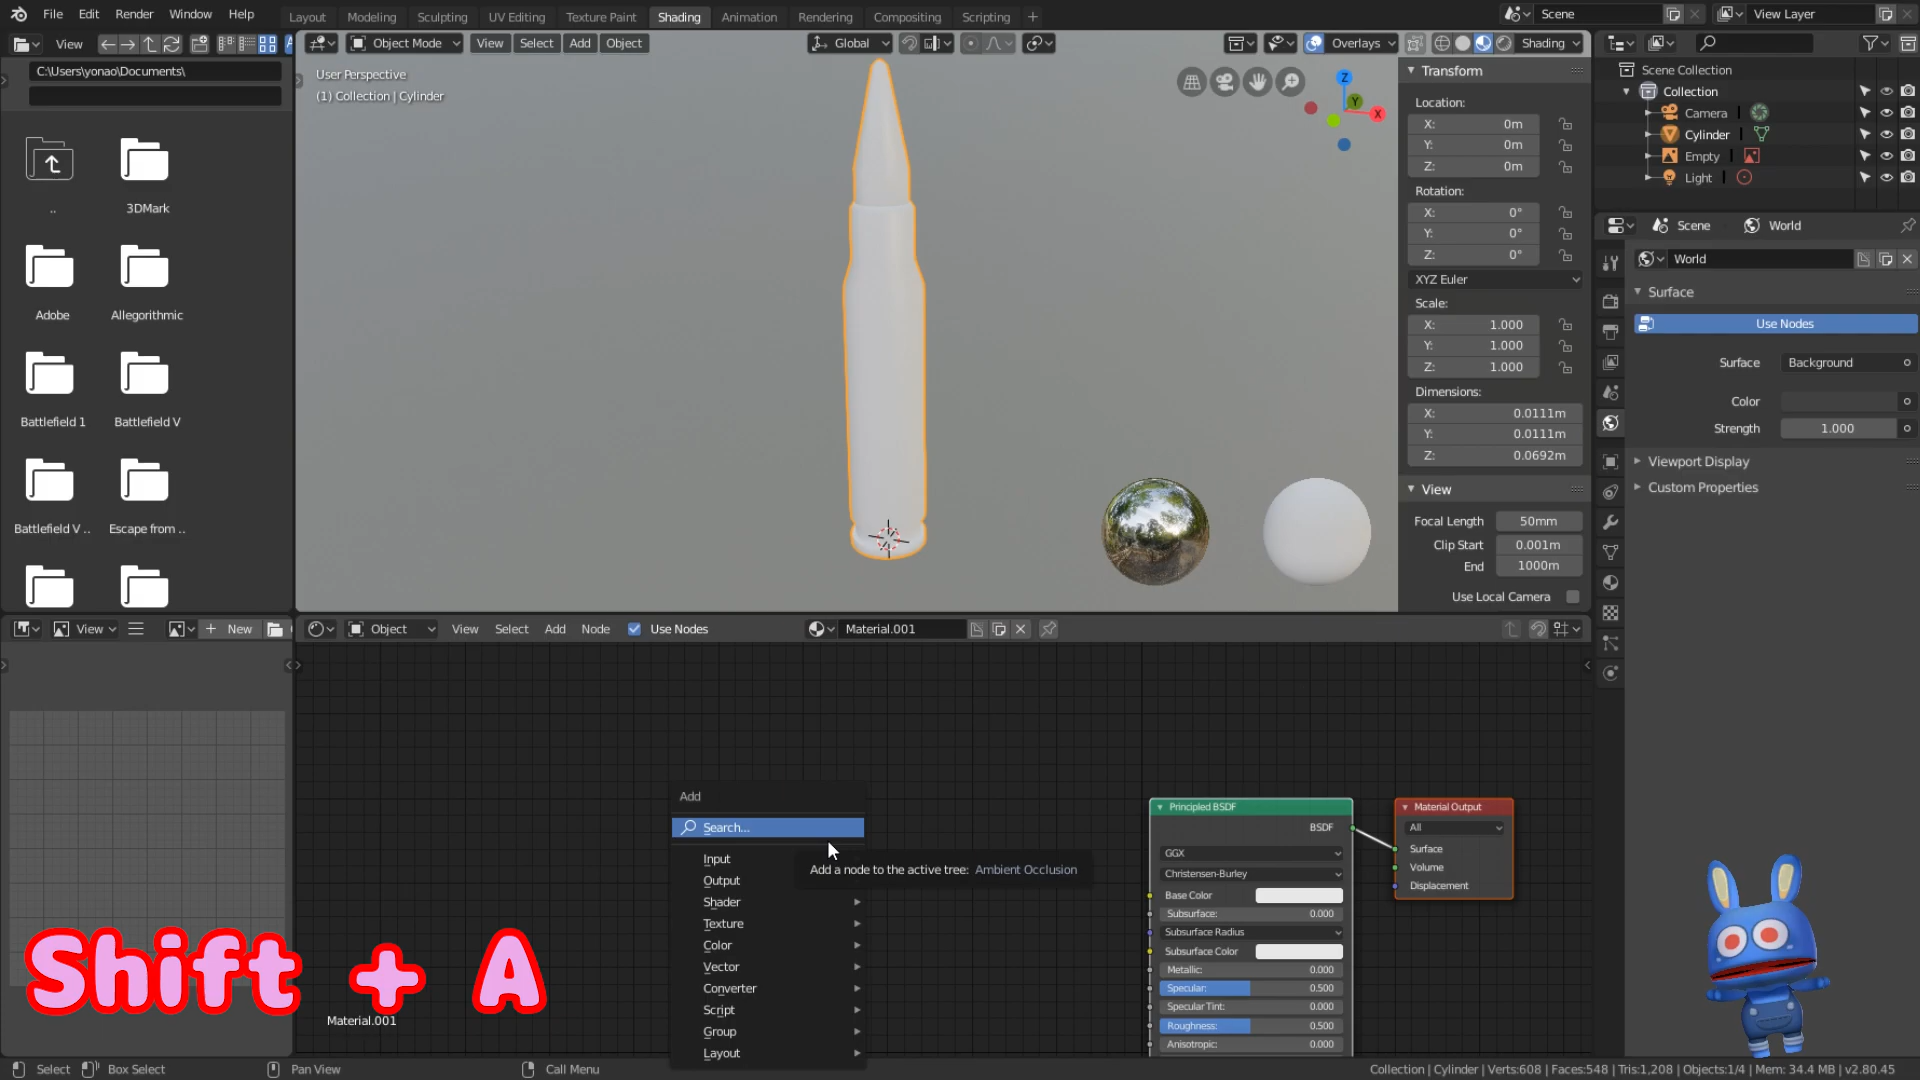 File Edit Render Window Help
Layout Modeling Sculpting UV Editing Texture Paint Shading Animation Rendering Compositing Scripting +
Scene View Layer
View
Object Mode View Select Add Object Global Overlays Shading
C:\Users\yonao\Documents\
..
3DMark
Adobe
Allegorithmic
Battlefield 1
Battlefield V
Battlefield V ..
Escape from ..
User Perspective
(1) Collection | Cylinder
Z
Y
X
Transform
Location:
X: 0m
Y: 0m
Z: 0m
Rotation:
X: 0°
Y: 0°
Z: 0°
XYZ Euler
Scale:
X: 1.000
Y: 1.000
Z: 1.000
Dimensions:
X: 0.0111m
Y: 0.0111m
Z: 0.0692m
View
Focal Length 50mm
Clip Start 0.001m
End 1000m
Use Local Camera
Scene Collection
Collection
Camera
Cylinder
Empty
Light
Scene World
World
Surface
Use Nodes
Surface Background
Color
Strength 1.000
Viewport Display
Custom Properties
View + New
Object View Select Add Node Use Nodes Material.001
Add
Search...
Input
Output
Shader
Texture
Color
Vector
Converter
Script
Group
Layout
Add a node to the active tree: Ambient Occlusion
Principled BSDF
BSDF
GGX
Christensen-Burley
Base Color
Subsurface: 0.000
Subsurface Radius
Subsurface Color
Metallic: 0.000
Specular: 0.500
Specular Tint: 0.000
Roughness: 0.500
Anisotropic: 0.000
Material Output
All
Surface
Volume
Displacement
Shift + A
Material.001
Select Box Select Pan View Call Menu
Collection | Cylinder | Verts:608 | Faces:548 | Tris:1,208 | Objects:1/4 | Mem: 34.4 MB | v2.80.45